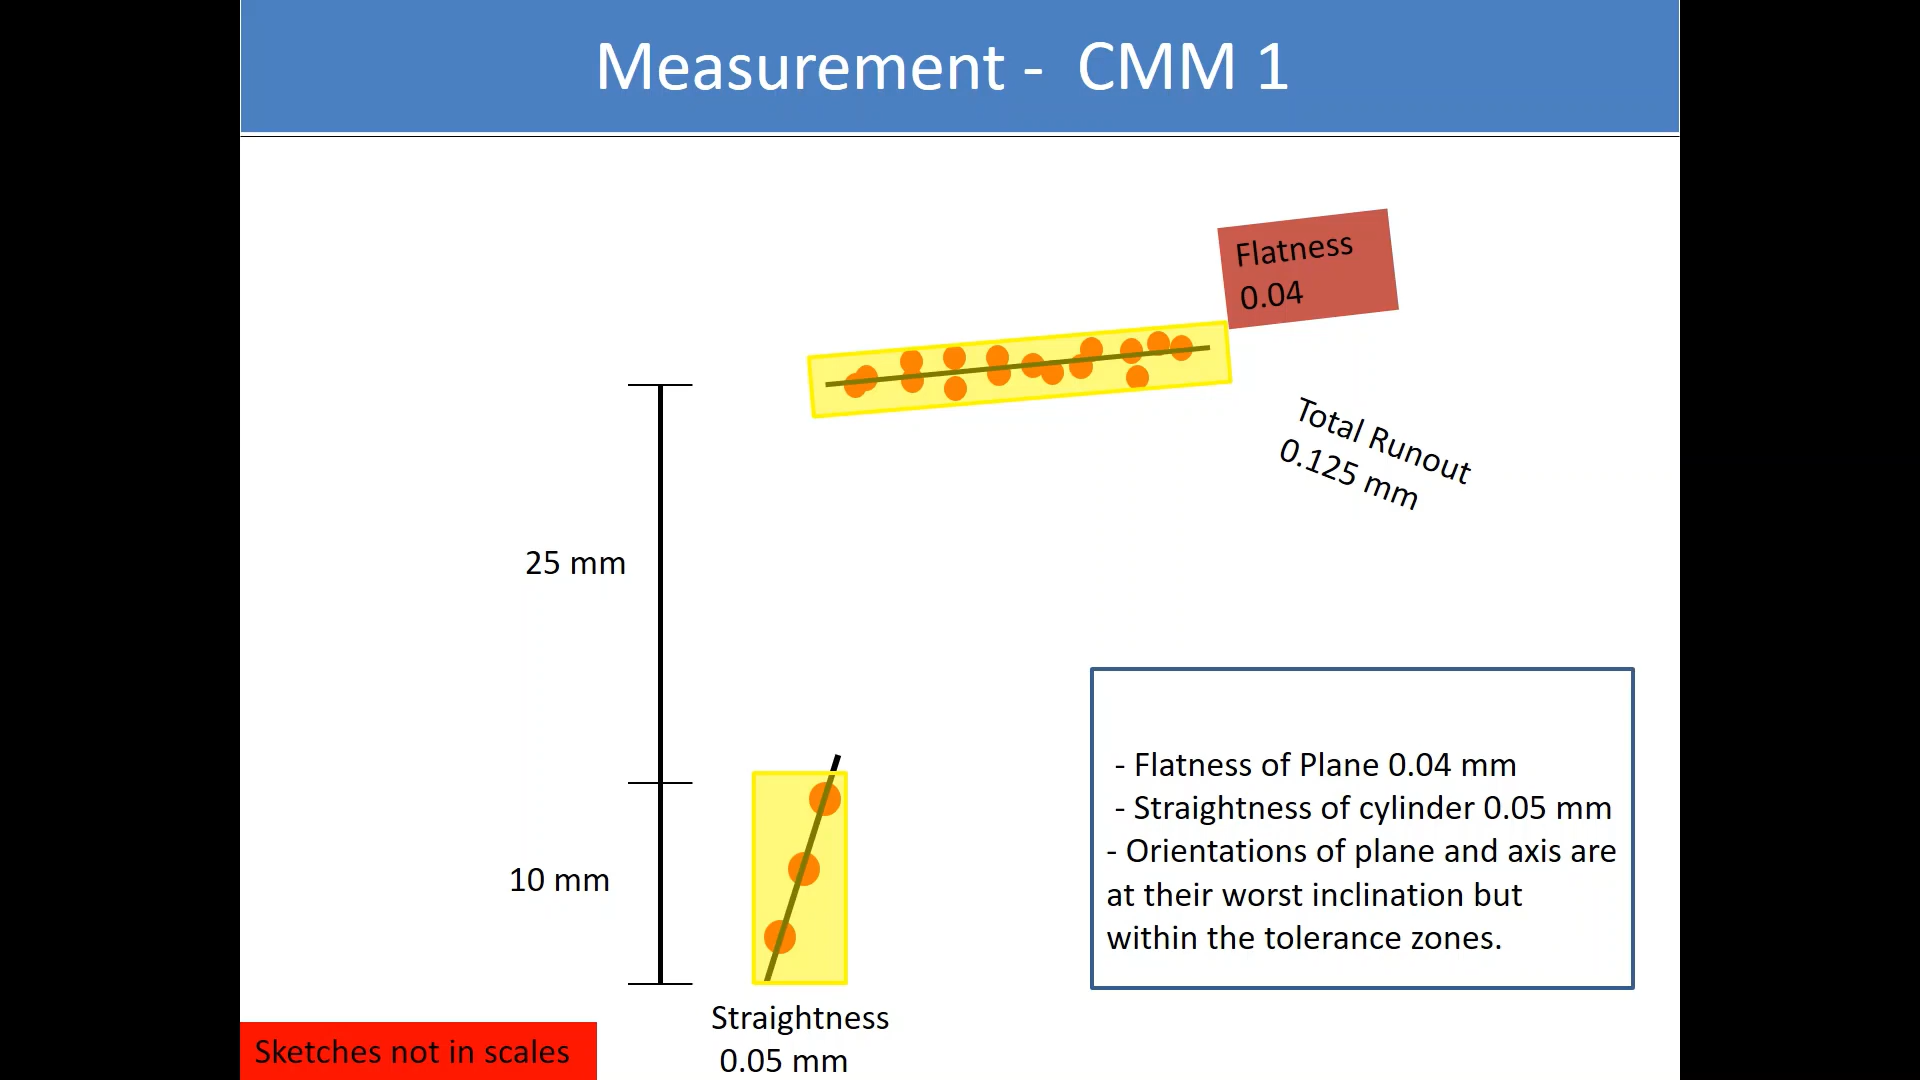 Measurement - CMM 1
Flatness
0.04
Total Runout
0.125 mm
25 mm
10 mm
- Flatness of Plane 0.04 mm
- Straightness of cylinder 0.05 mm
- Orientations of plane and axis are
at their worst inclination but
within the tolerance zones.
Straightness
0.05 mm
Sketches not in scales